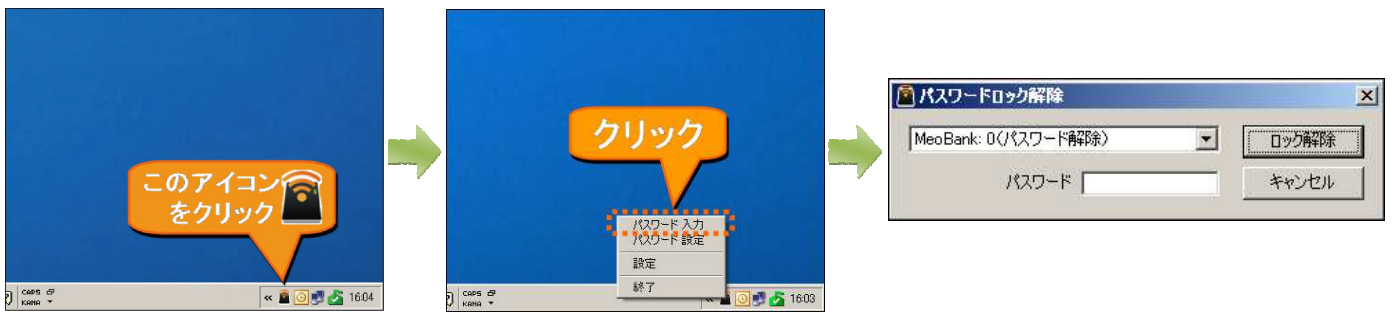 このアイコン
をクリック
CAPS
KANA
«
16:04
クリック
パスワード 入力
パスワード 設定
設定
終了
CAPS
KANA
16:03
パスワードロック解除
MeoBank: 0(パスワード解除)
ロック解除
パスワード
キャンセル